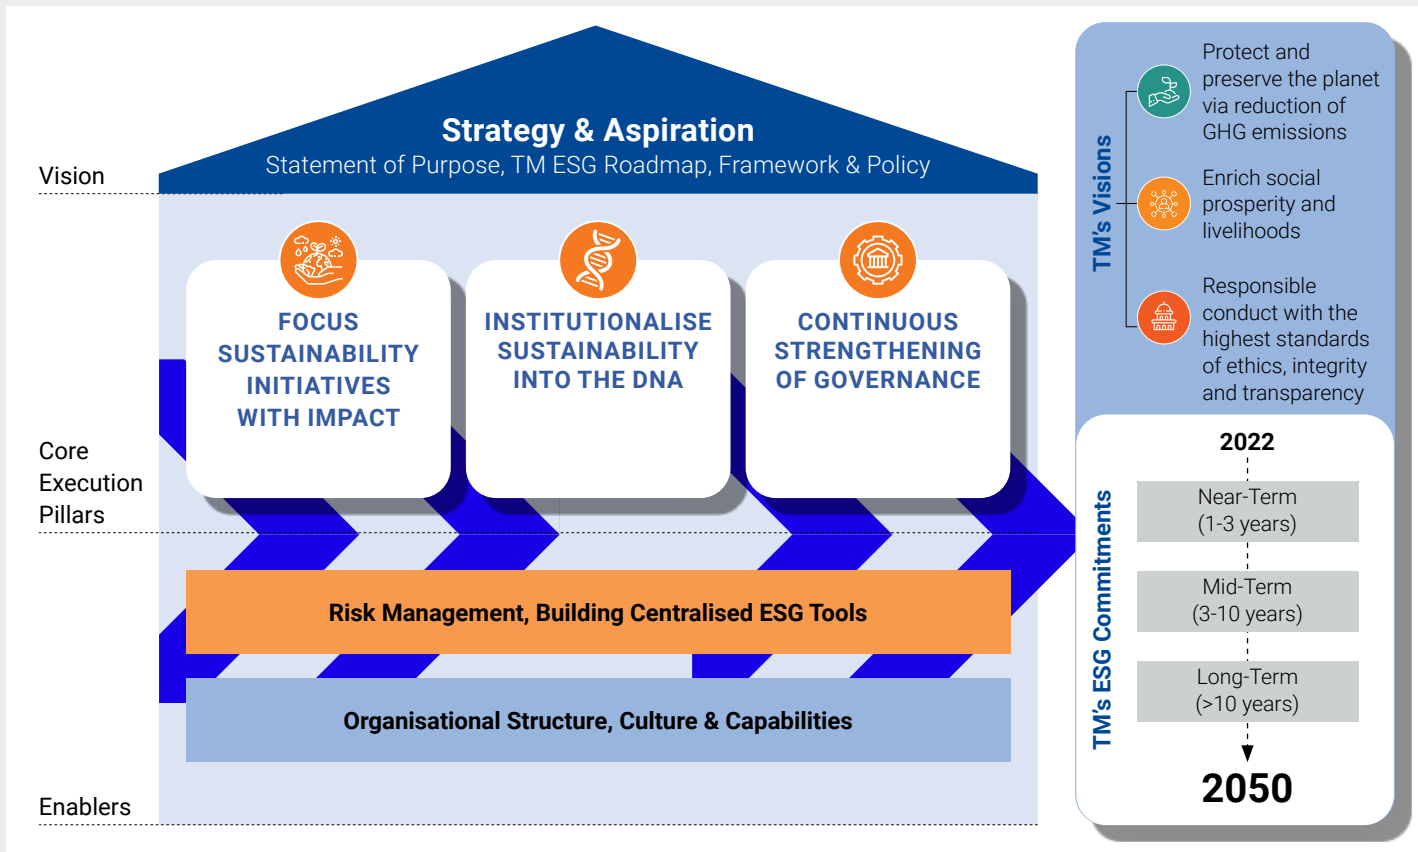 Strategy & Aspiration
Statement of Purpose, TM ESG Roadmap, Framework & Policy
Vision
FOCUS
SUSTAINABILITY
INITIATIVES
WITH IMPACT
INSTITUTIONALISE
SUSTAINABILITY
INTO THE DNA
CONTINUOUS
STRENGTHENING
OF GOVERNANCE
Core
Execution
Pillars
Risk Management, Building Centralised ESG Tools
Organisational Structure, Culture & Capabilities
Enablers
TM's Visions
Protect and
preserve the planet
via reduction of
GHG emissions
Enrich social
prosperity and
livelihoods
Responsible
conduct with the
highest standards
of ethics, integrity
and transparency
TM's ESG Commitments
2022
Near-Term
(1-3 years)
Mid-Term
(3-10 years)
Long-Term
(>10 years)
2050